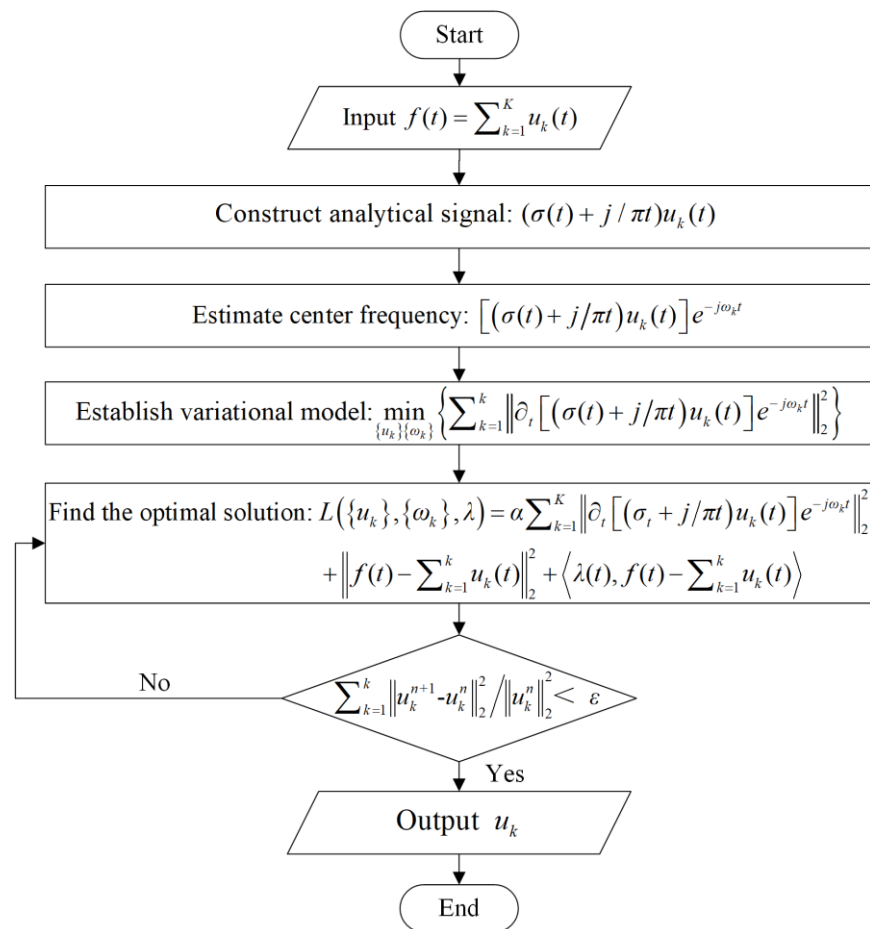 Start
Input f(t) = ∑_{k=1}^{K} u_k(t)
Construct analytical signal: (σ(t) + j / πt)u_k(t)
Estimate center frequency: [(σ(t) + j/πt)u_k(t)]e^{-jω_k t}
Establish variational model: min_{{u_k}{ω_k}} {∑_{k=1}^{k} ‖∂_t[(σ(t) + j/πt)u_k(t)]e^{-jω_k t}‖_2^2}
Find the optimal solution: L({u_k},{ω_k},λ) = α∑_{k=1}^{K} ‖∂_t[(σ_t + j/πt)u_k(t)]e^{-jω_k t}‖_2^2
+ ‖f(t) − ∑_{k=1}^{k} u_k(t)‖_2^2 + ⟨λ(t), f(t) − ∑_{k=1}^{k} u_k(t)⟩
No
∑_{k=1}^{k} ‖u_k^{n+1}-u_k^n‖_2^2 / ‖u_k^n‖_2^2 < ε
Yes
Output u_k
End